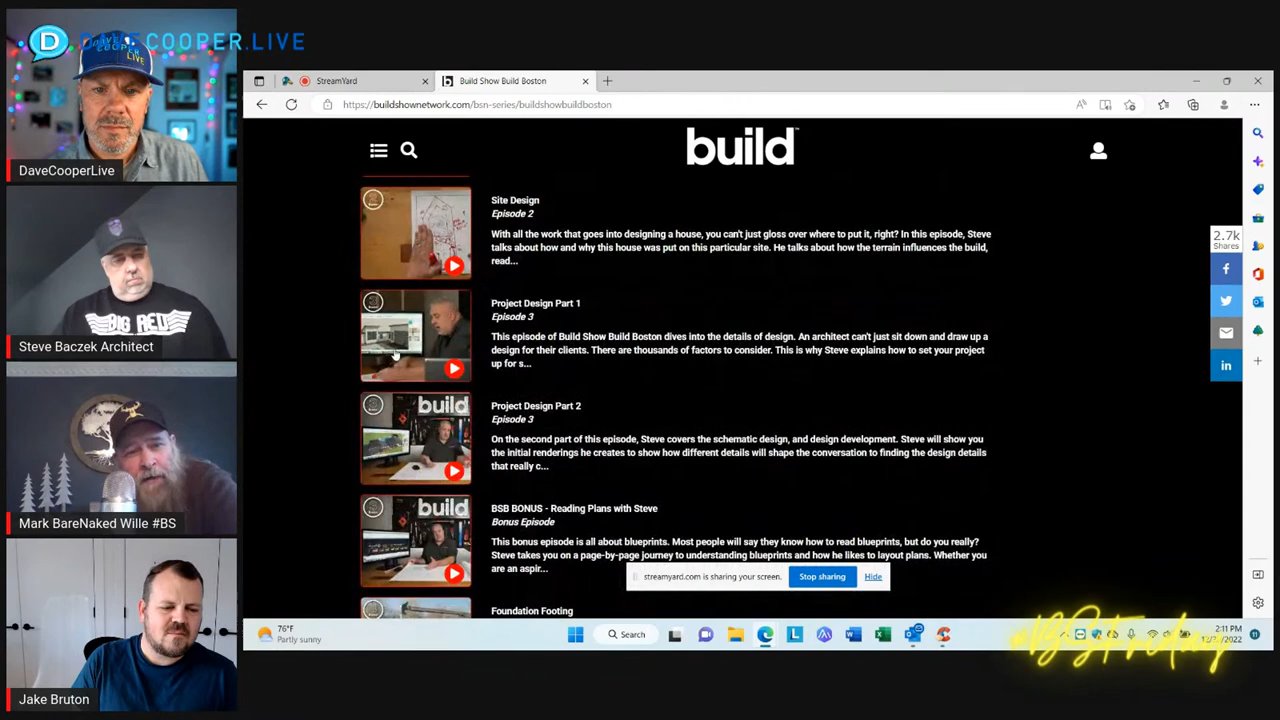 DAVECOOPER.LIVE
DaveCooperLive
BIG RED
Steve Baczek Architect
Mark BareNaked Wille #BS
Jake Bruton
StreamYard
Build Show Build Boston
https://buildshownetwork.com/bsn-series/buildshowbuildboston
build
Site Design
Episode 2
With all the work that goes into designing a house, you can't just gloss over where to put it, right? In this episode, Steve
talks about how and why this house was put on this particular site. He talks about how the terrain influences the build,
read...
Project Design Part 1
Episode 3
This episode of Build Show Build Boston dives into the details of design. An architect can't just sit down and draw up a
design for their clients. There are thousands of factors to consider. This is why Steve explains how to set your project
up for s...
build
Project Design Part 2
Episode 3
On the second part of this episode, Steve covers the schematic design, and design development. Steve will show you
the initial renderings he creates to show how different details will shape the conversation to finding the design details
that really c...
build
BSB BONUS - Reading Plans with Steve
Bonus Episode
This bonus episode is all about blueprints. Most people will say they know how to read blueprints, but do you really?
Steve takes you on a page-by-page journey to understanding blueprints and how he likes to layout plans. Whether you
are an aspir...
Foundation Footing
streamyard.com is sharing your screen.
Stop sharing
Hide
2.7k
Shares
76°F
Partly sunny
Search
2:11 PM